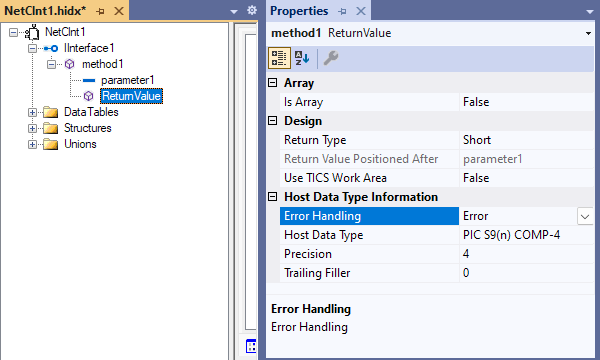 NetClnt1.hidx*
NetClnt1
IInterface1
method1
parameter1
ReturnValue
DataTables
Structures
Unions
Properties
method1 ReturnValue
Array
Is Array False
Design
Return Type Short
Return Value Positioned After parameter1
Use TICS Work Area False
Host Data Type Information
Error Handling Error
Host Data Type PIC S9(n) COMP-4
Precision 4
Trailing Filler 0
Error Handling
Error Handling